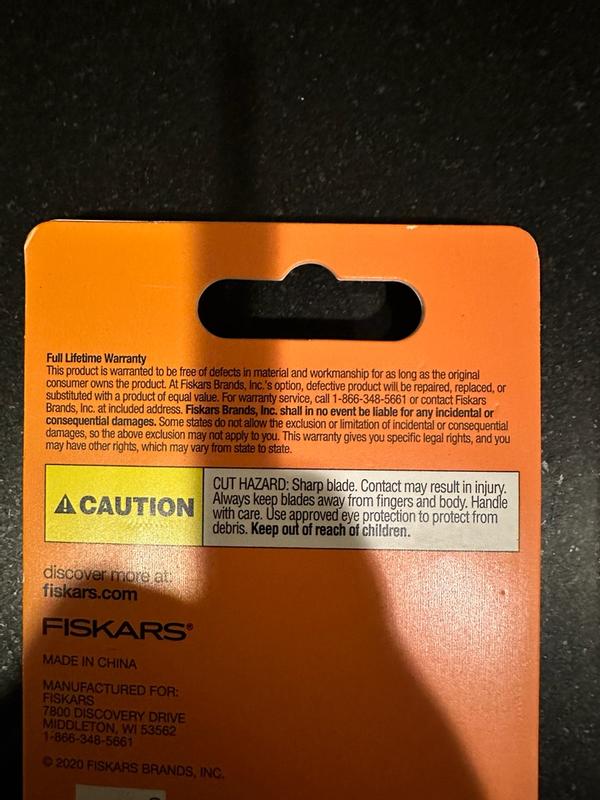 Full Lifetime Warranty
This product is warranted to be free of defects in material and workmanship for as long as the original
consumer owns the product. At Fiskars Brands, Inc.'s option, defective product will be repaired, replaced, or
substituted with a product of equal value. For warranty service, call 1-866-348-5661 or contact Fiskars
Brands, Inc. at included address. Fiskars Brands, Inc. shall in no event be liable for any incidental or
consequential damages. Some states do not allow the exclusion or limitation of incidental or consequential
damages, so the above exclusion may not apply to you. This warranty gives you specific legal rights, and you
may have other rights, which may vary from state to state.
CAUTION
CUT HAZARD: Sharp blade. Contact may result in injury.
Always keep blades away from fingers and body. Handle
with care. Use approved eye protection to protect from
debris. Keep out of reach of children.
discover more at:
fiskars.com
FISKARS®
MADE IN CHINA
MANUFACTURED FOR:
FISKARS
7800 DISCOVERY DRIVE
MIDDLETON, WI 53562
1-866-348-5661
© 2020 FISKARS BRANDS, INC.